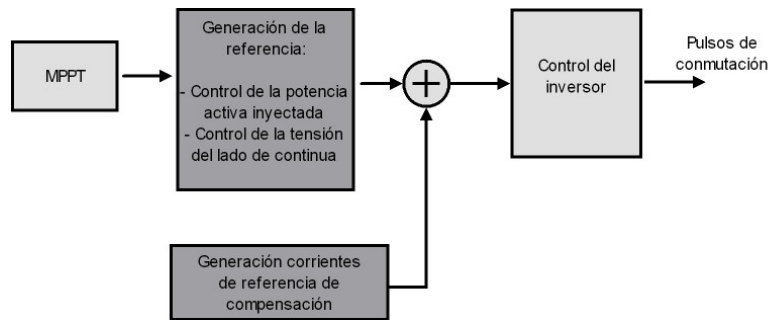 MPPT
Generación de la
referencia:
- Control de la potencia
activa inyectada
- Control de la tensión
del lado de continua
Control del
inversor
Pulsos de
conmutación
Generación corrientes
de referencia de
compensación